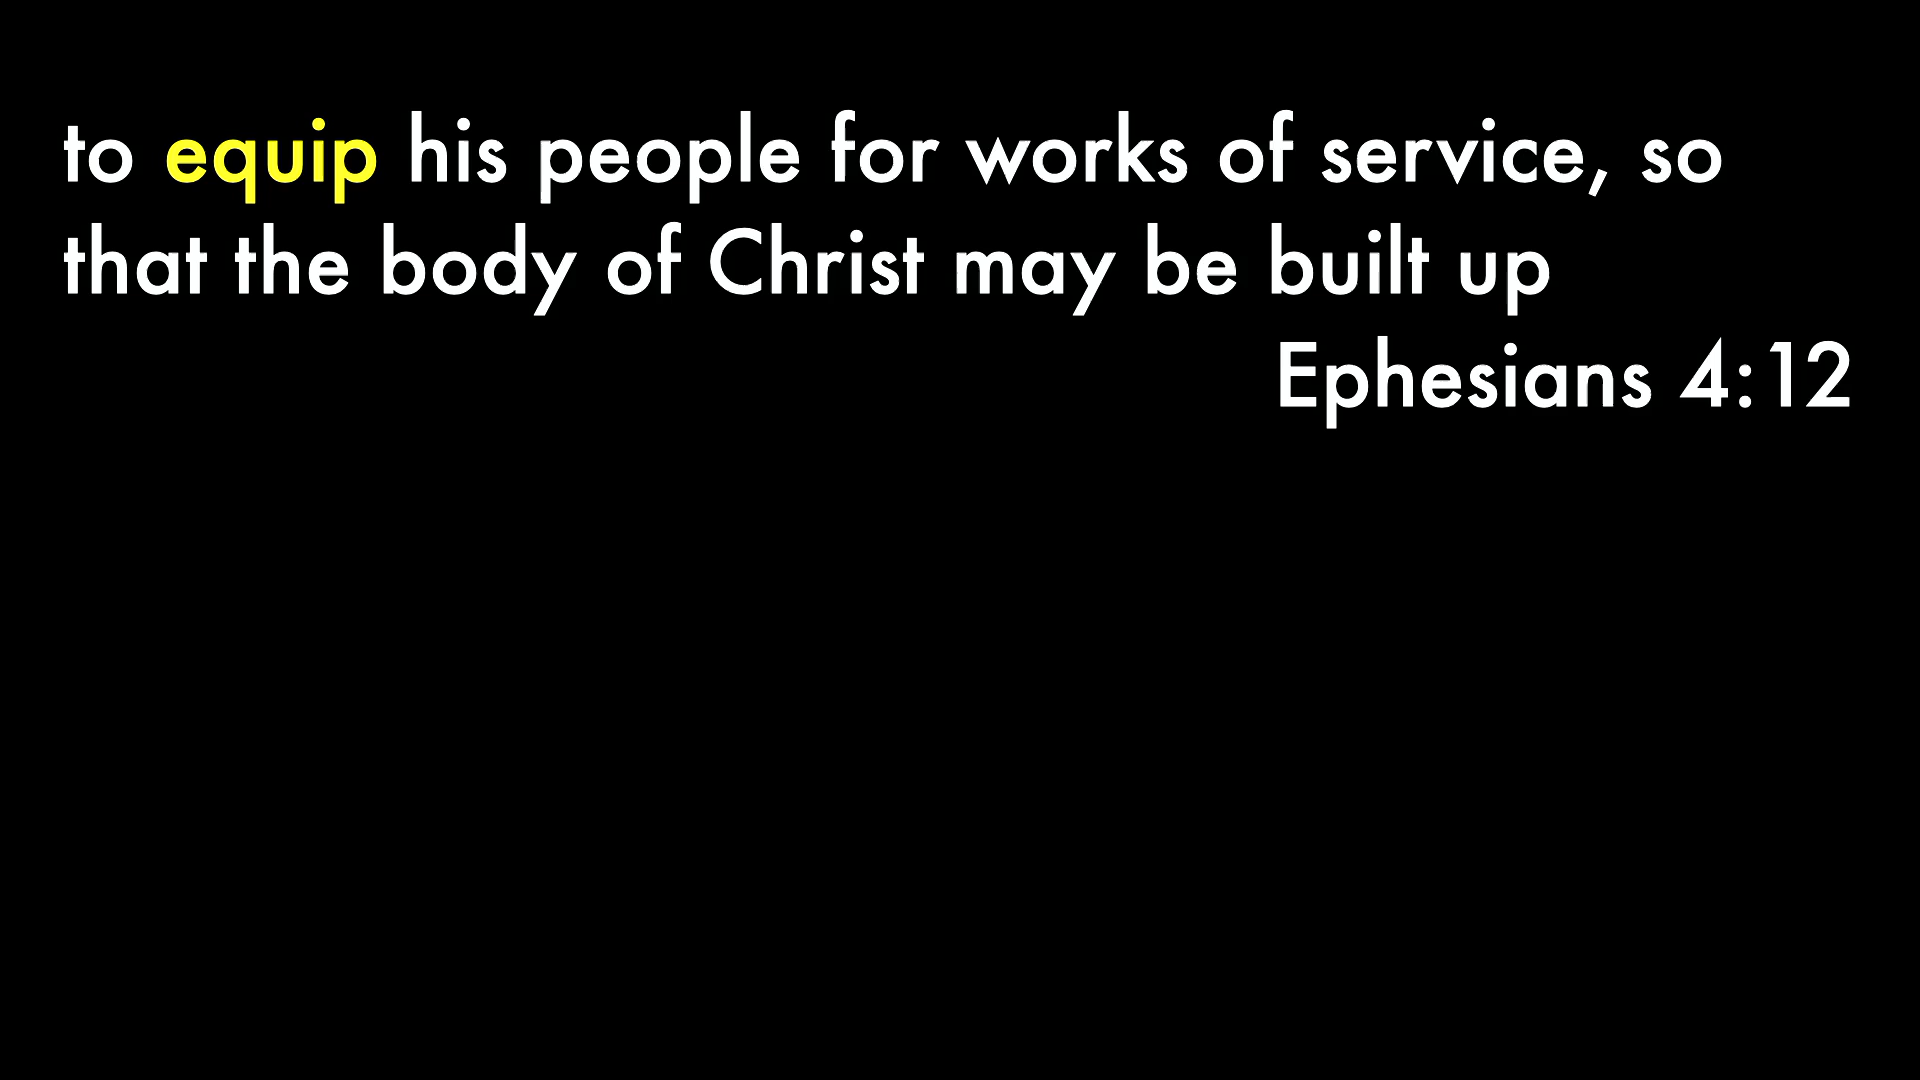 to equip his people for works of service, so
that the body of Christ may be built up
Ephesians 4:12